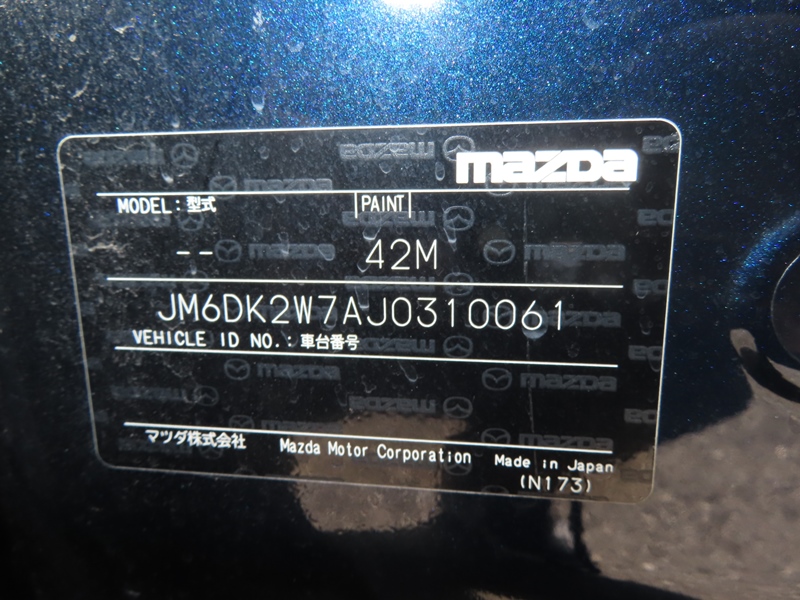 mazda
MODEL:型式 PAINT
-- 42M
JM6DK2W7AJ0310061
VEHICLE ID NO.:車台番号
マツダ株式会社 Mazda Motor Corporation Made in Japan
(N173)